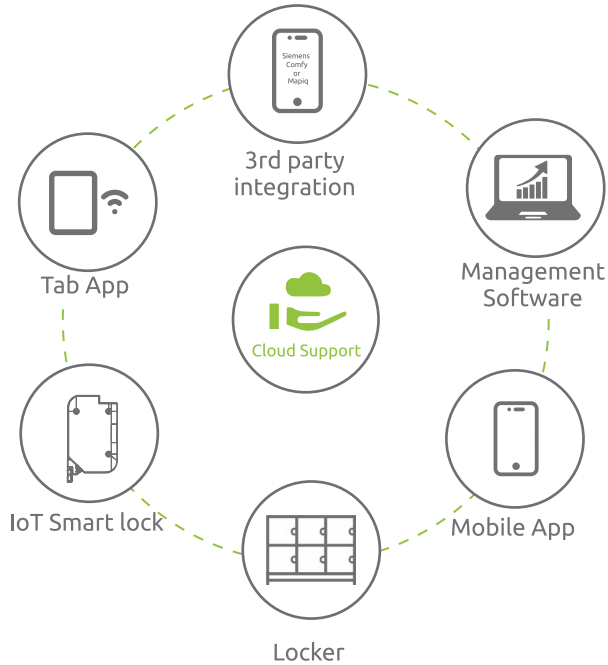 Siemens
Comfy
or
Mapiq
3rd party
integration
Tab App
Management
Software
Cloud Support
IoT Smart lock
Mobile App
Locker